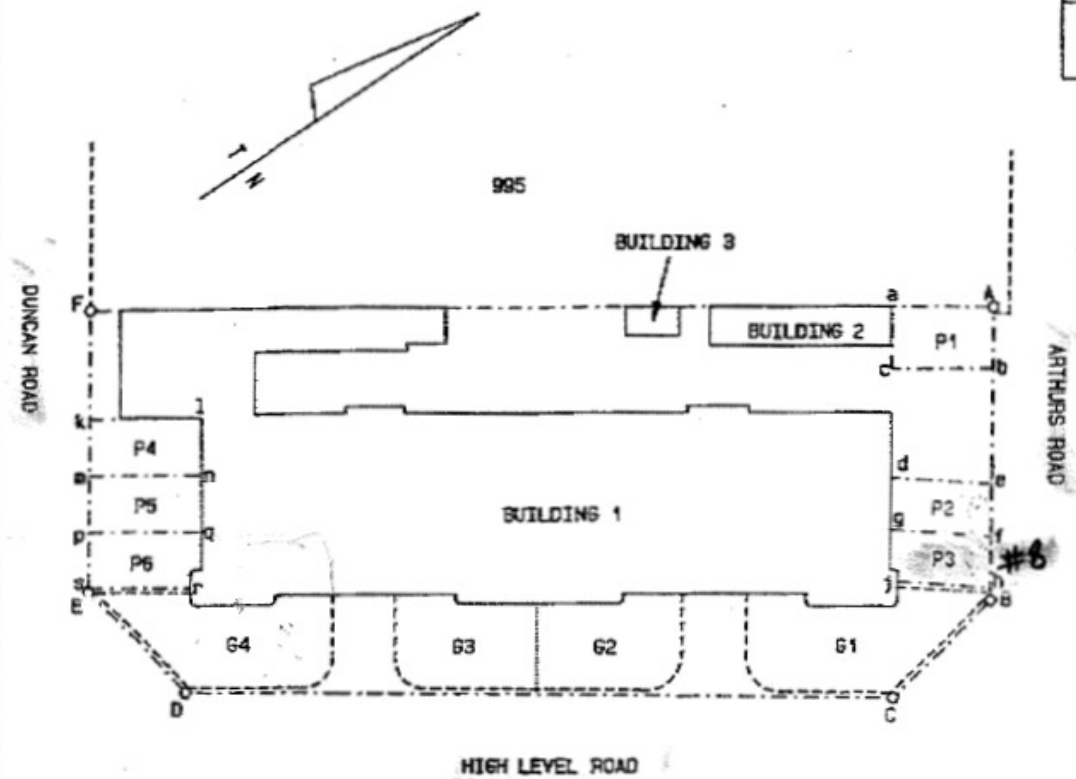 T N
995
BUILDING 3
F
a
A
BUILDING 2
P1
c
b
DUNCAN ROAD
ARTHURS ROAD
k
l
P4
d
e
m
n
P2
P5
BUILDING 1
g
f
p
q
P3
#8
P6
j
h
s
r
E
B
G4
G3
G2
G1
D
C
HIGH LEVEL ROAD